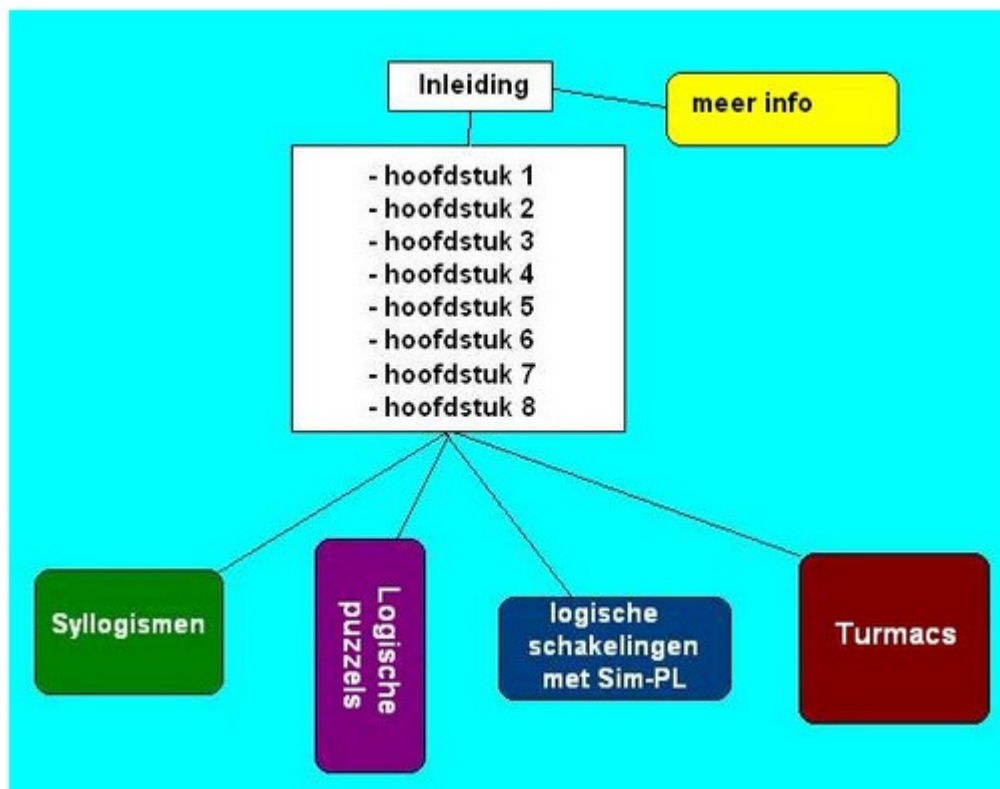 Inleiding
meer info
- hoofdstuk 1
- hoofdstuk 2
- hoofdstuk 3
- hoofdstuk 4
- hoofdstuk 5
- hoofdstuk 6
- hoofdstuk 7
- hoofdstuk 8
Syllogismen
Logische
puzzels
logische
schakelingen
met Sim-PL
Turmacs